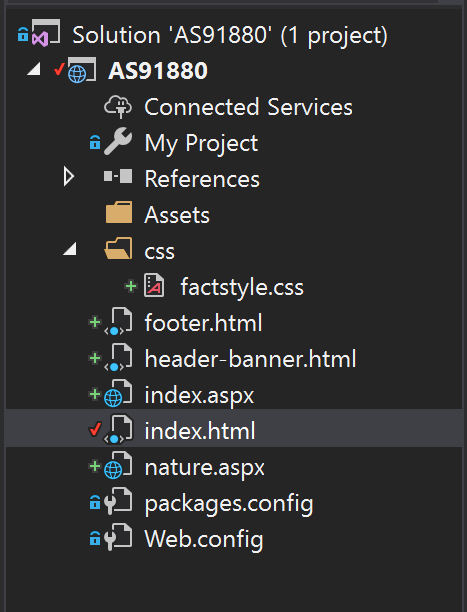 Solution 'AS91880' (1 project)
AS91880
Connected Services
My Project
References
Assets
css
factstyle.css
footer.html
header-banner.html
index.aspx
index.html
nature.aspx
packages.config
Web.config